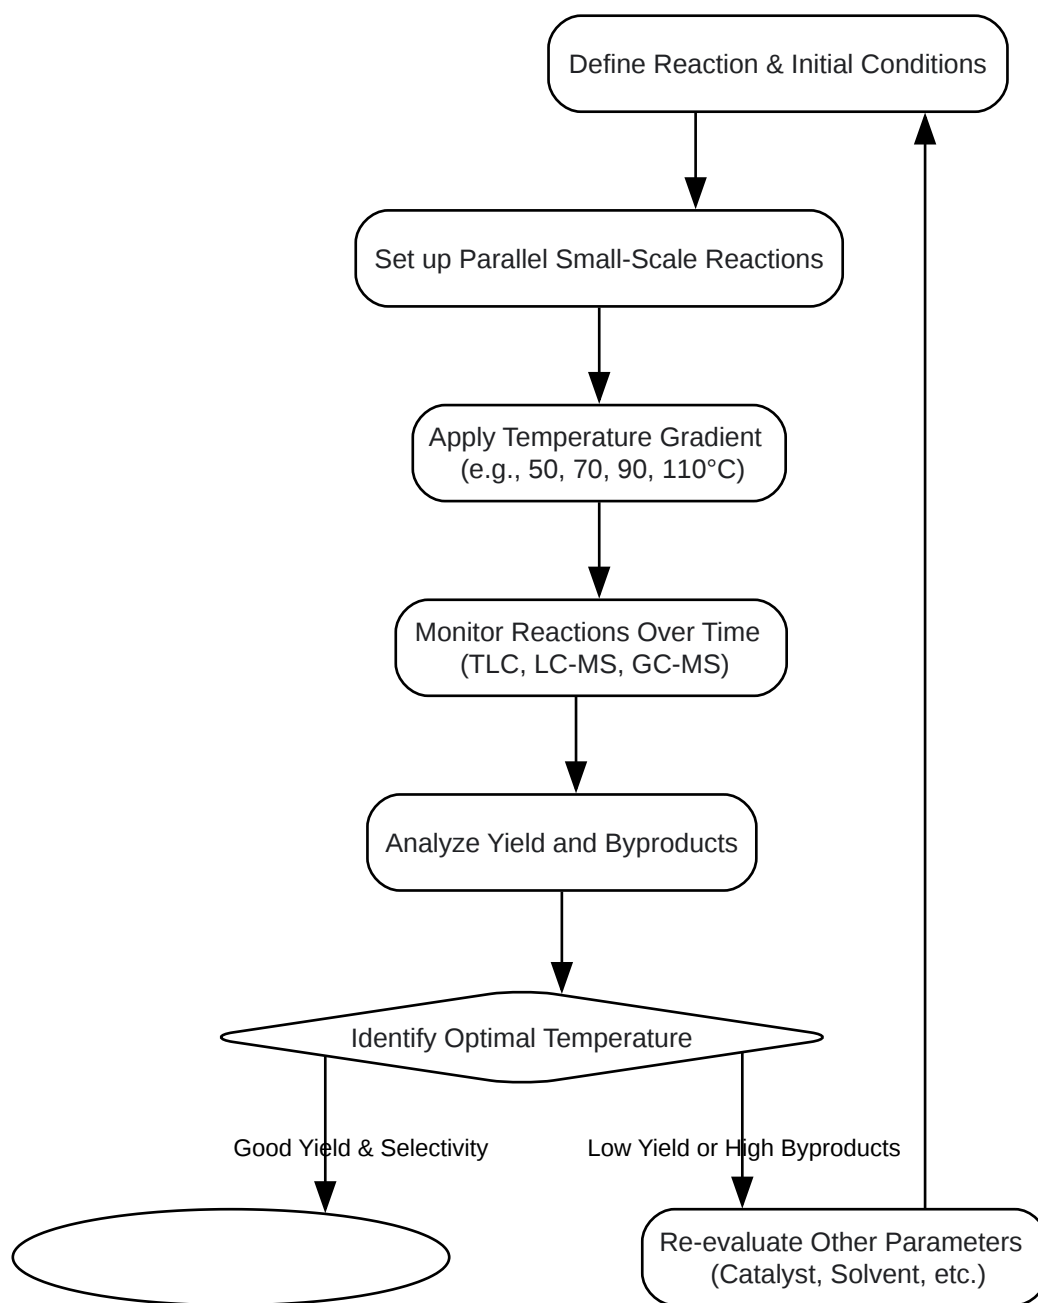 Define Reaction & Initial Conditions
Set up Parallel Small-Scale Reactions
Apply Temperature Gradient
(e.g., 50, 70, 90, 110°C)
Monitor Reactions Over Time
(TLC, LC-MS, GC-MS)
Analyze Yield and Byproducts
Identify Optimal Temperature
Good Yield & Selectivity
Low Yield or High Byproducts
Re-evaluate Other Parameters
(Catalyst, Solvent, etc.)